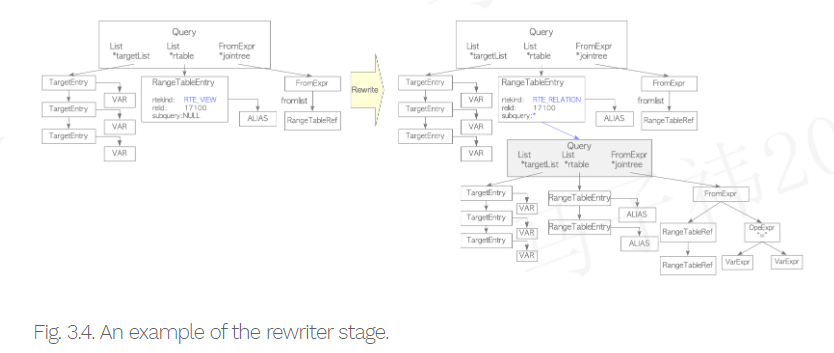 Query
List List FromExpr
*targetList *rtable *jointree
TargetEntry
VAR
TargetEntry
VAR
TargetEntry
VAR
RangeTableEntry
rtekind: RTE_VIEW
relid: 17100
subquery:NULL
ALIAS
FromExpr
fromlist
RangeTableRef
Rewrite
Query
List List FromExpr
*targetList *rtable *jointree
TargetEntry
VAR
TargetEntry
VAR
TargetEntry
VAR
RangeTableEntry
rtekind: RTE_RELATION
relid: 17100
subquery:*
ALIAS
FromExpr
fromlist
RangeTableRef
Query
List List FromExpr
*targetList *rtable *jointree
TargetEntry
VAR
TargetEntry
VAR
TargetEntry
VAR
RangeTableEntry
ALIAS
RangeTableEntry
ALIAS
FromExpr
RangeTableRef
RangeTableRef
OpeExpr
"="
VarExpr
VarExpr
Fig. 3.4. An example of the rewriter stage.